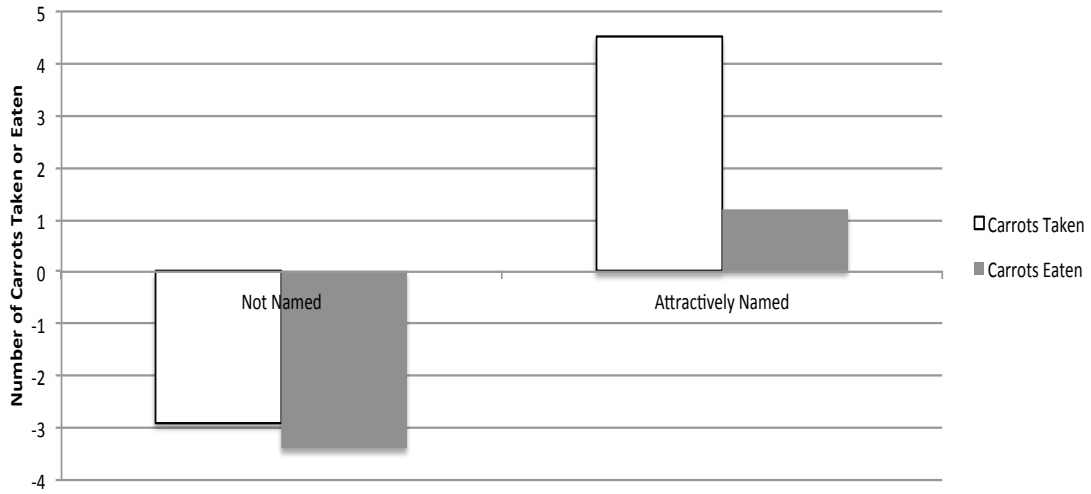 Number of Carrots Taken or Eaten
5
4
3
2
1
0
-1
-2
-3
-4
Not Named
Attractively Named
Carrots Taken
Carrots Eaten